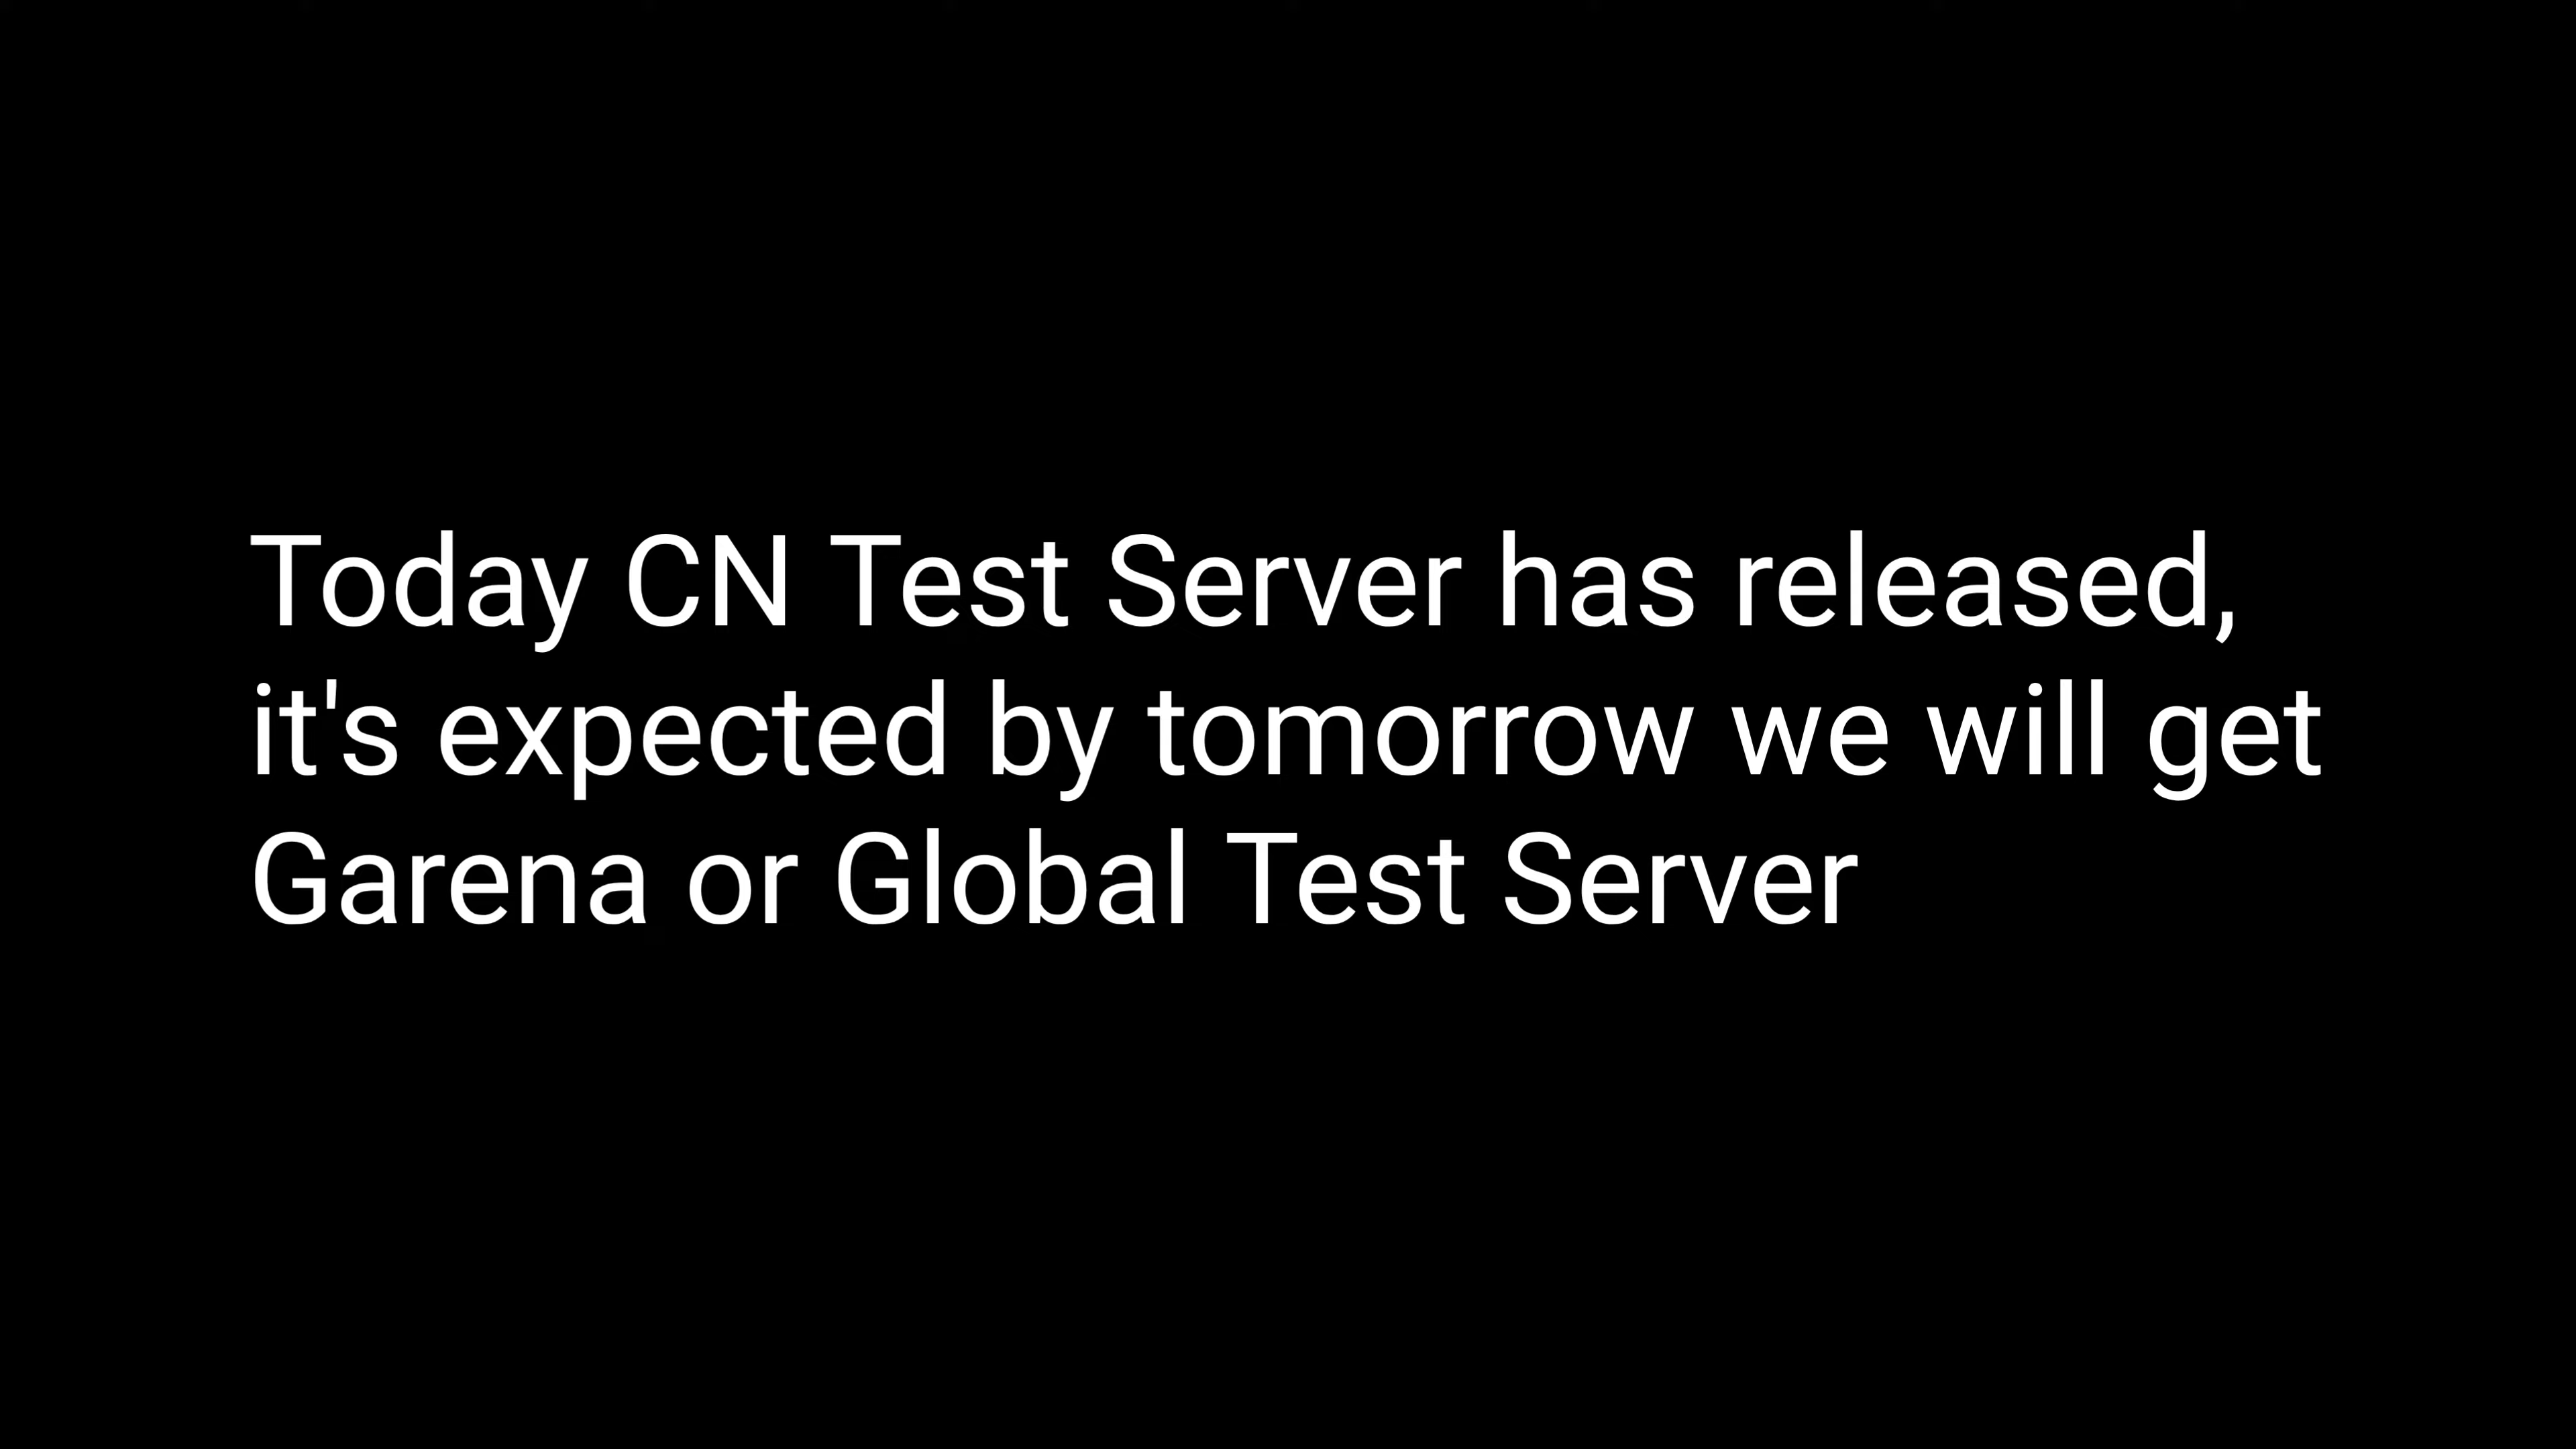 Today CN Test Server has released,
it's expected by tomorrow we will get
Garena or Global Test Server